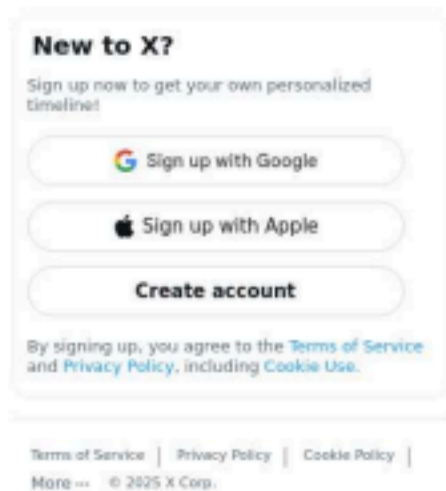 New to X?
Sign up now to get your own personalized
timeline!
Sign up with Google
Sign up with Apple
Create account
By signing up, you agree to the Terms of Service
and Privacy Policy, including Cookie Use.
Terms of Service | Privacy Policy | Cookie Policy |
More ··· © 2025 X Corp.